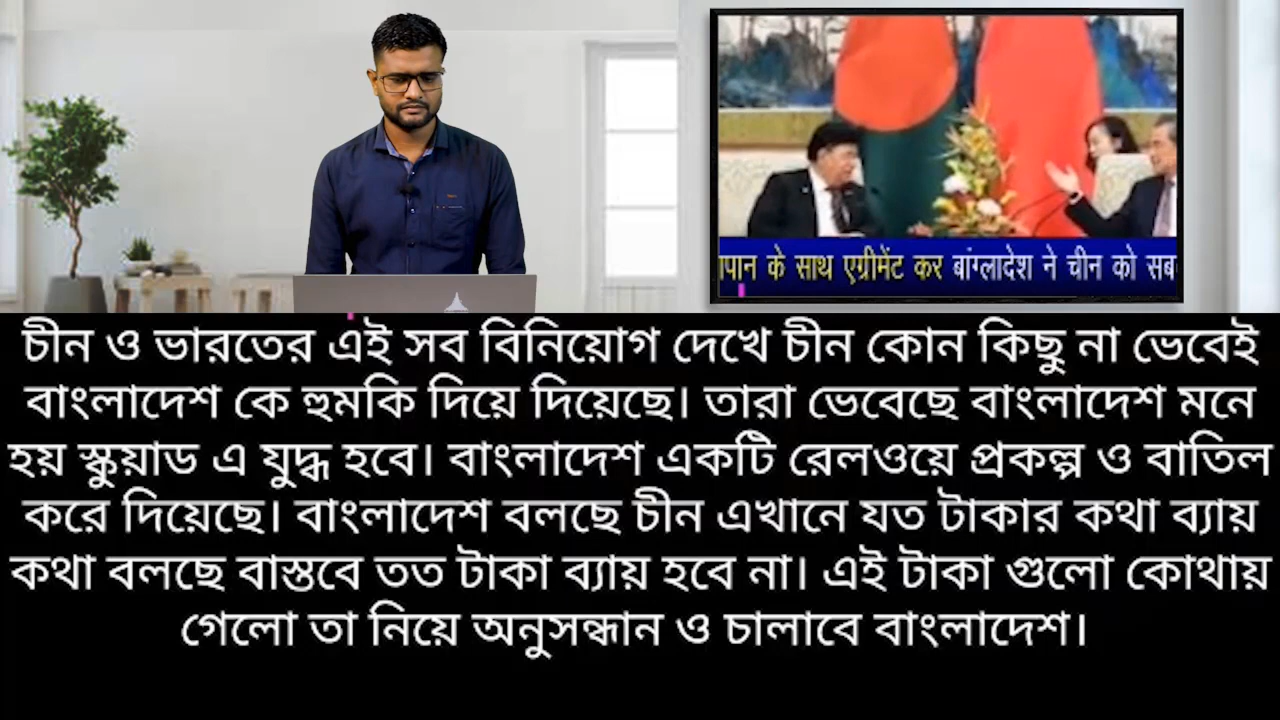 के साथ एग्रीमेंट कर बांग्लादेश ने चीन को सब
চীন ও ভারতের এই সব বিনিয়োগ দেখে চীন কোন কিছু না ভেবেই
বাংলাদেশ কে হুমকি দিয়ে দিয়েছে। তারা ভেবেছে বাংলাদেশ মনে
হয় স্কুয়াড এ যুদ্ধ হবে। বাংলাদেশ একটি রেলওয়ে প্রকল্প ও বাতিল
করে দিয়েছে। বাংলাদেশ বলছে চীন এখানে যত টাকার কথা ব্যায়
কথা বলছে বাস্তবে তত টাকা ব্যায় হবে না। এই টাকা গুলো কোথায়
গেলো তা নিয়ে অনুসন্ধান ও চালাবে বাংলাদেশ।